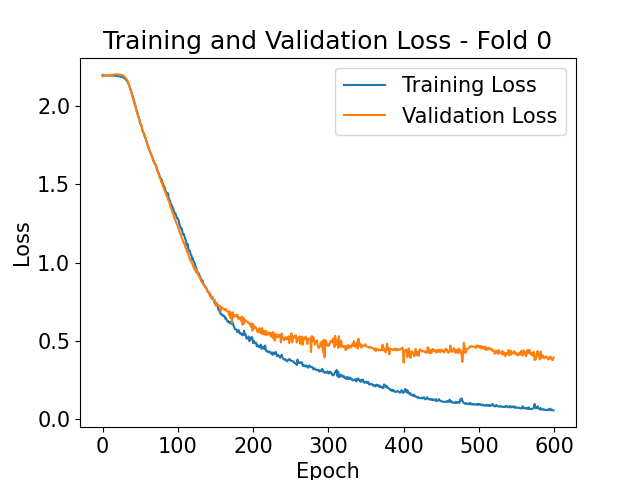 Training and Validation Loss - Fold 0
Training Loss
Validation Loss
Loss
2.0
1.5
1.0
0.5
0.0
0 100 200 300 400 500 600
Epoch